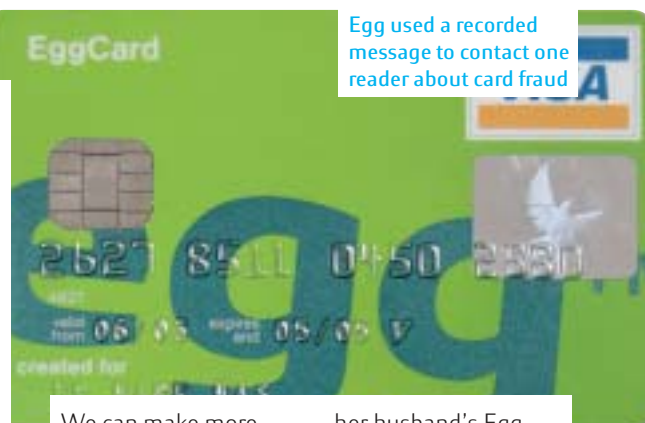 Egg used a recorded
message to contact one
reader about card fraud
EggCard
VISA
egg
valid
from
expires
end
V
created for
We can make more
her husband's Egg